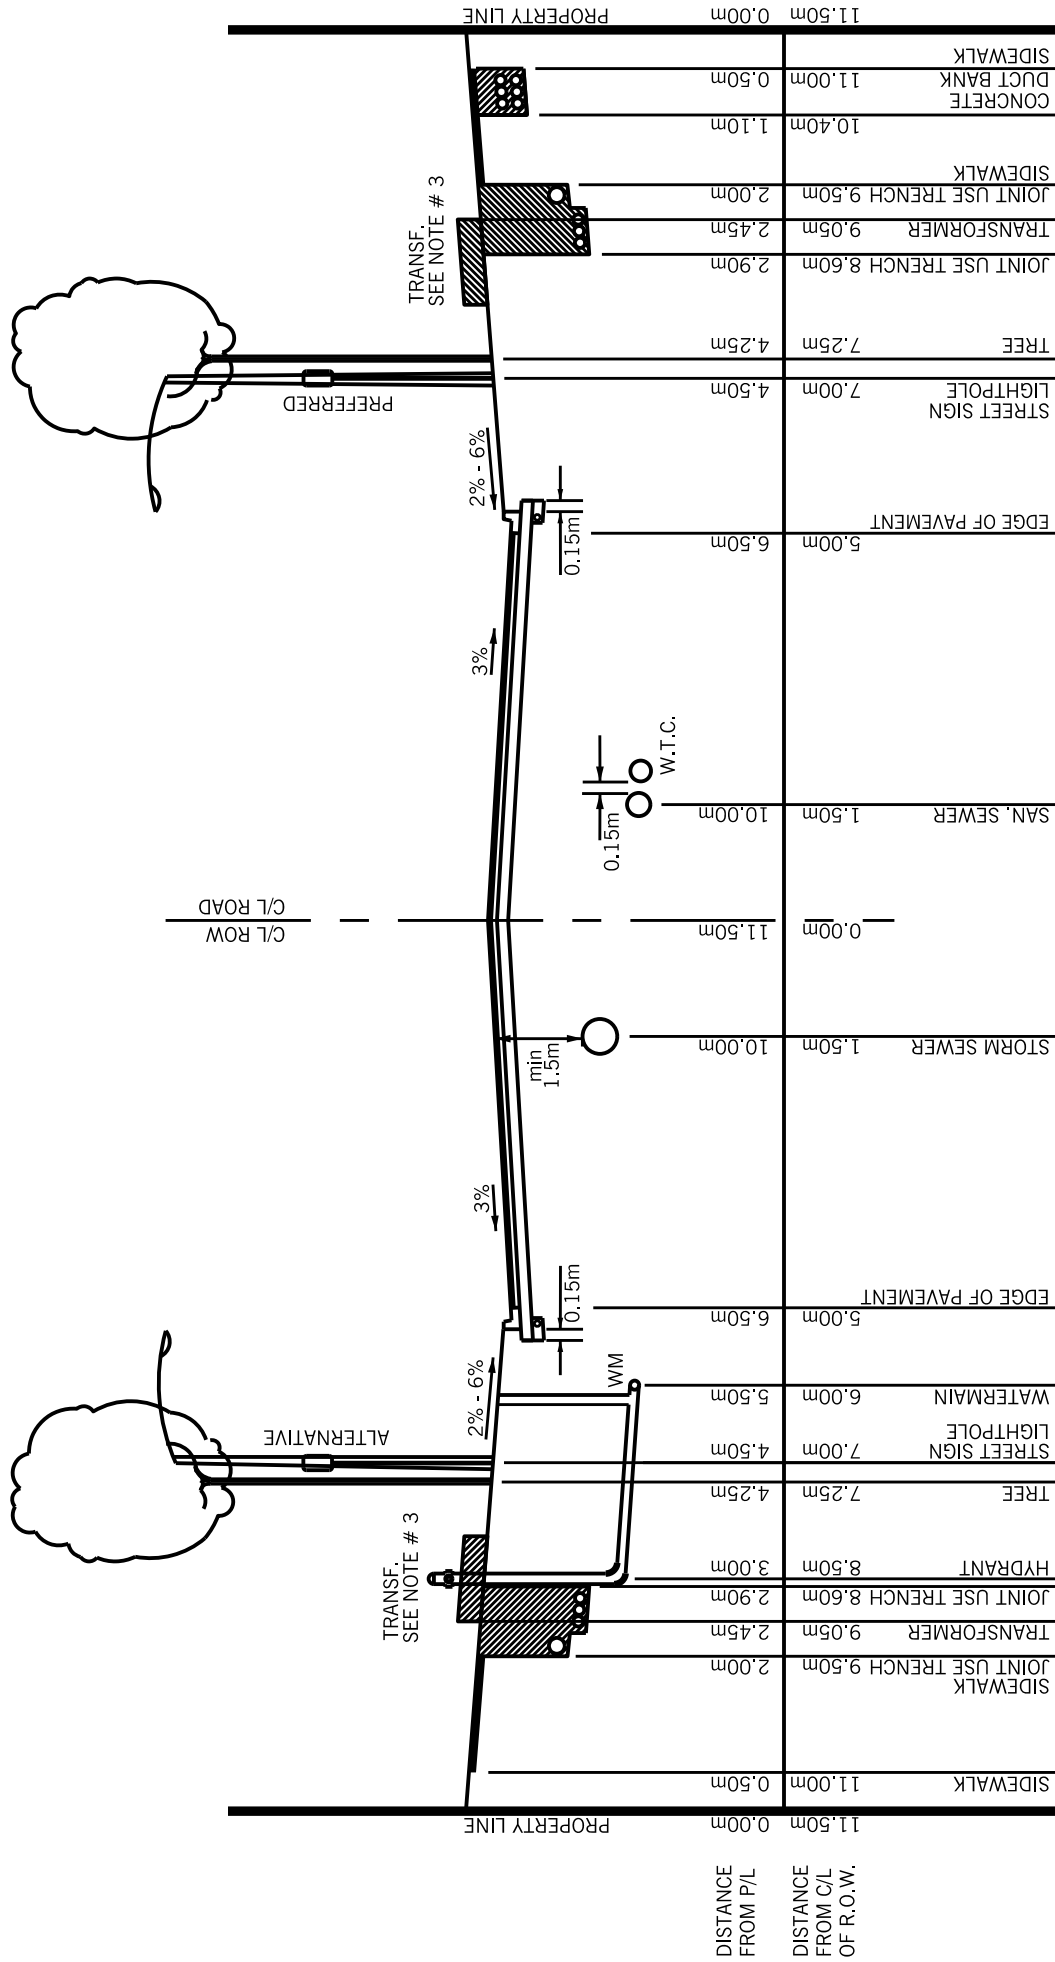 PROPERTY LINE
0.00m
11.50m
SIDEWALK
0.50m
11.00m
DUCT BANK
CONCRETE
1.10m
10.40m
SIDEWALK
2.00m
9.50m
JOINT USE TRENCH
2.45m
9.05m
TRANSFORMER
2.90m
8.60m
JOINT USE TRENCH
TRANSF.
SEE NOTE # 3
4.25m
7.25m
TREE
4.50m
7.00m
LIGHTPOLE
STREET SIGN
PREFERRED
2% - 6%
EDGE OF PAVEMENT
6.50m
5.00m
0.15m
3%
W.T.C.
0.15m
10.00m
1.50m
SAN. SEWER
C/L ROAD
C/L ROW
11.50m
0.00m
min
1.5m
10.00m
1.50m
STORM SEWER
3%
0.15m
EDGE OF PAVEMENT
6.50m
5.00m
2% - 6%
WM
5.50m
6.00m
WATERMAIN
ALTERNATIVE
LIGHTPOLE
STREET SIGN
4.50m
7.00m
4.25m
7.25m
TREE
TRANSF.
SEE NOTE # 3
3.00m
8.50m
HYDRANT
2.90m
8.60m
JOINT USE TRENCH
2.45m
9.05m
TRANSFORMER
2.00m
9.50m
JOINT USE TRENCH
SIDEWALK
0.50m
11.00m
SIDEWALK
PROPERTY LINE
0.00m
11.50m
DISTANCE
FROM P/L
DISTANCE
FROM C/L
OF R.O.W.